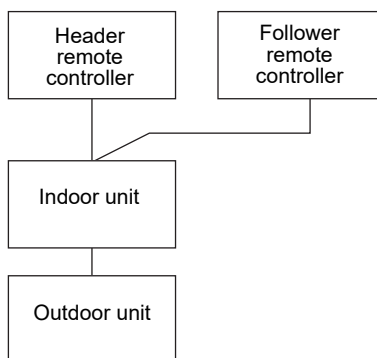 Header
remote
controller
Follower
remote
controller
Indoor unit
Outdoor unit